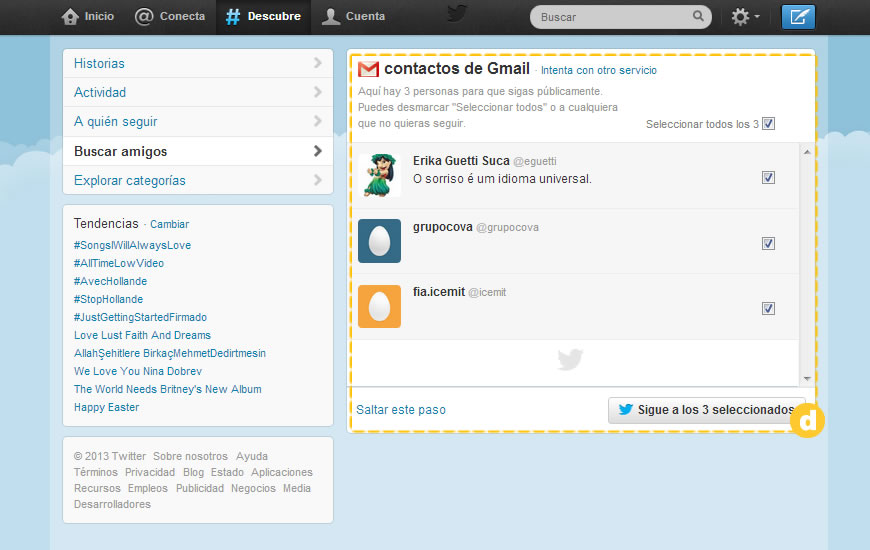 Inicio @ Conecta # Descubre Cuenta Buscar
Historias
Actividad
A quién seguir
Buscar amigos
Explorar categorías
Tendencias · Cambiar
#SongsIWillAlwaysLove
#AllTimeLowVideo
#AvecHollande
#StopHollande
#JustGettingStartedFirmado
Love Lust Faith And Dreams
AllahŞehitlere BirkaçMehmetDedirtmesin
We Love You Nina Dobrev
The World Needs Britney's New Album
Happy Easter
© 2013 Twitter Sobre nosotros Ayuda
Términos Privacidad Blog Estado Aplicaciones
Recursos Empleos Publicidad Negocios Media
Desarrolladores
contactos de Gmail · Intenta con otro servicio
Aquí hay 3 personas para que sigas públicamente.
Puedes desmarcar "Seleccionar todos" o a cualquiera
que no quieras seguir.
Seleccionar todos los 3
Erika Guetti Suca @eguetti
O sorriso é um idioma universal.
grupocova @grupocova
fia.icemit @icemit
Saltar este paso
Sigue a los 3 seleccionados
d